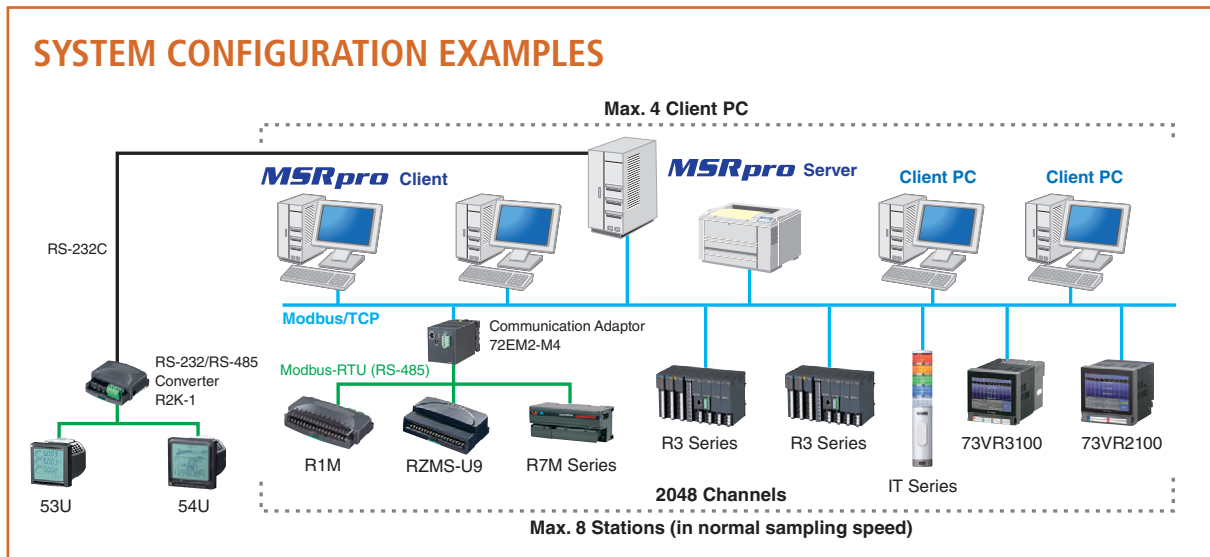 SYSTEM CONFIGURATION EXAMPLES
Max. 4 Client PC
MSRpro Client
MSRpro Server
Client PC
Client PC
RS-232C
Modbus/TCP
Communication Adaptor
72EM2-M4
RS-232/RS-485
Converter
R2K-1
Modbus-RTU (RS-485)
R1M
RZMS-U9
R7M Series
R3 Series
R3 Series
IT Series
73VR3100
73VR2100
53U
54U
2048 Channels
Max. 8 Stations (in normal sampling speed)